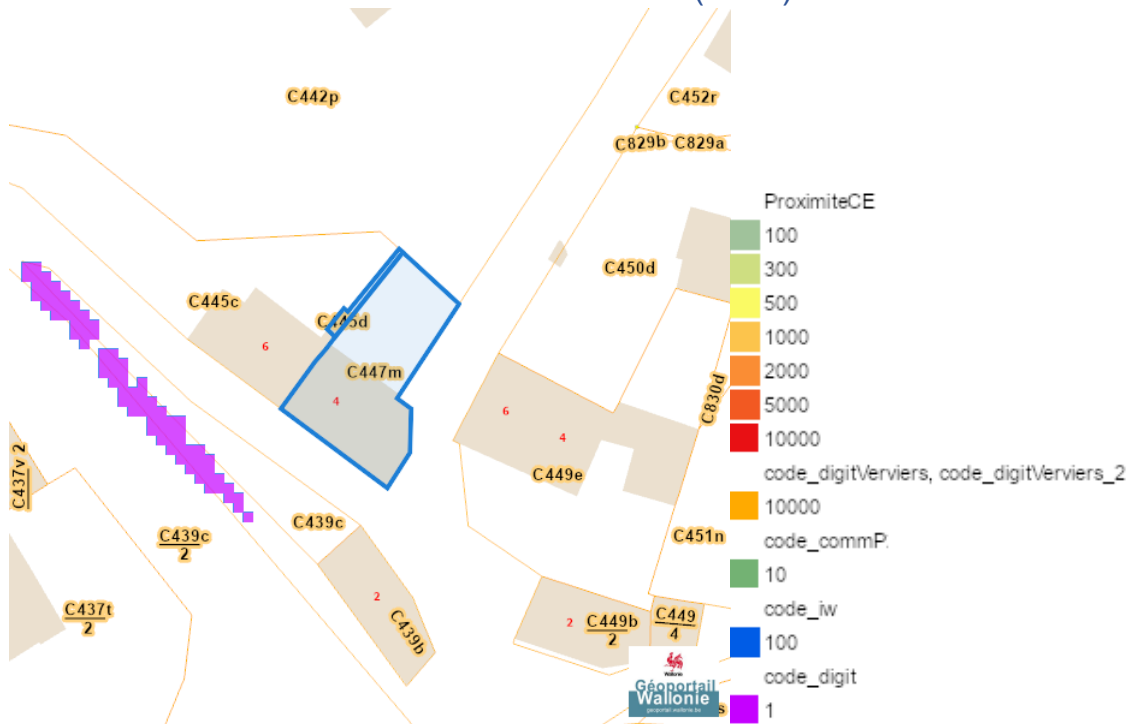 C442p
C452r
C829b C829a
C450d
C445c
C445d
6
C447m
4
6
4
C830d
C449e
C437v 2
C439c
C439c
2
C451n
C437t
2
2
C439b
2
C449b
2
C449
4
Wallonie
Géoportail
Wallonie
geoportail.wallonie.be
s
ProximiteCE
100
300
500
1000
2000
5000
10000
code_digitVerviers, code_digitVerviers_2
10000
code_commP.
10
code_iw
100
code_digit
1